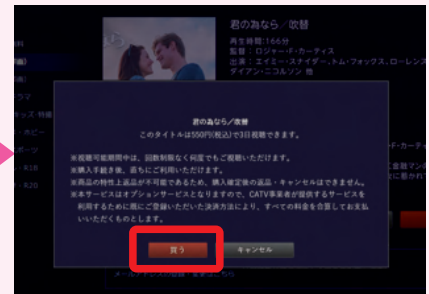 君の為なら／吹替
再生時間:166分
監督：ロジャー・F・カーティス
出演：エイミー・スナイダー、トム・フォックス、ローレンス
ダイアン・ニコルソン 他
ラマ
キッズ 特撮
ホビー
スポーツ
R18
R20
君の為なら／吹替
このタイトルは550円(税込)で3日視聴できます。
※視聴可能期間中は、回数制限なく何度でもご視聴いただけます。
※購入手続き後、直ちにご利用いただけます。
※商品の特性上返品が不可能であるため、購入確定後の返品・キャンセルはできません。
※本サービスはオプションサービスとなりますので、CATV事業者が提供するサービスを
利用するために既にご登録いただいた決済方法により、すべての料金を合算してお支払
いいただくものとします。
買う
キャンセル